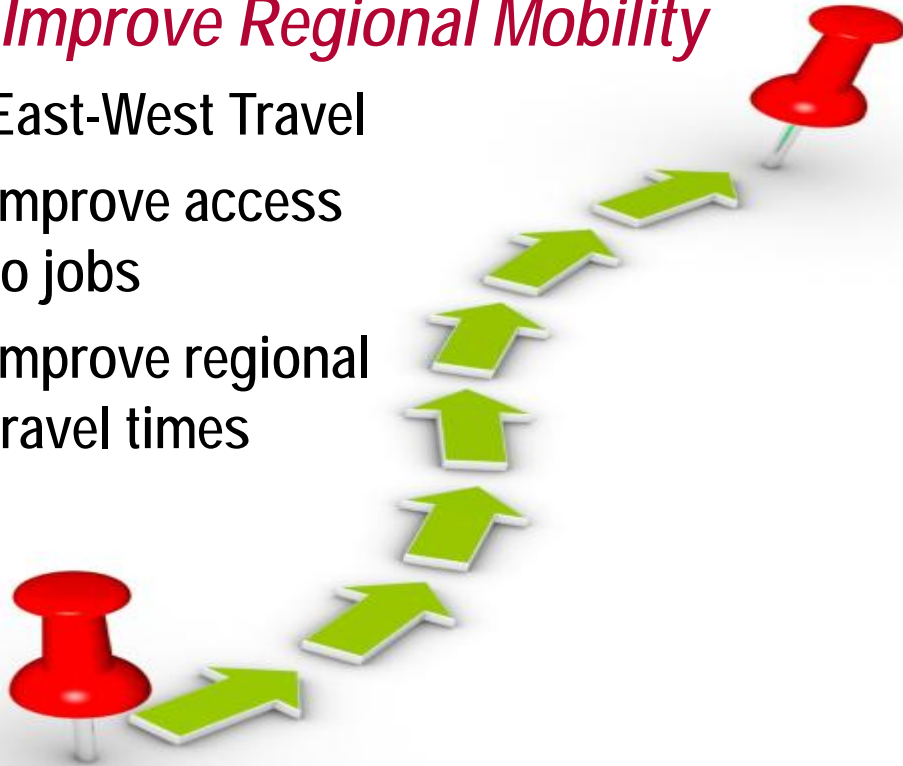 Improve Regional Mobility
East-West Travel
mprove access
o jobs
mprove regional
ravel times